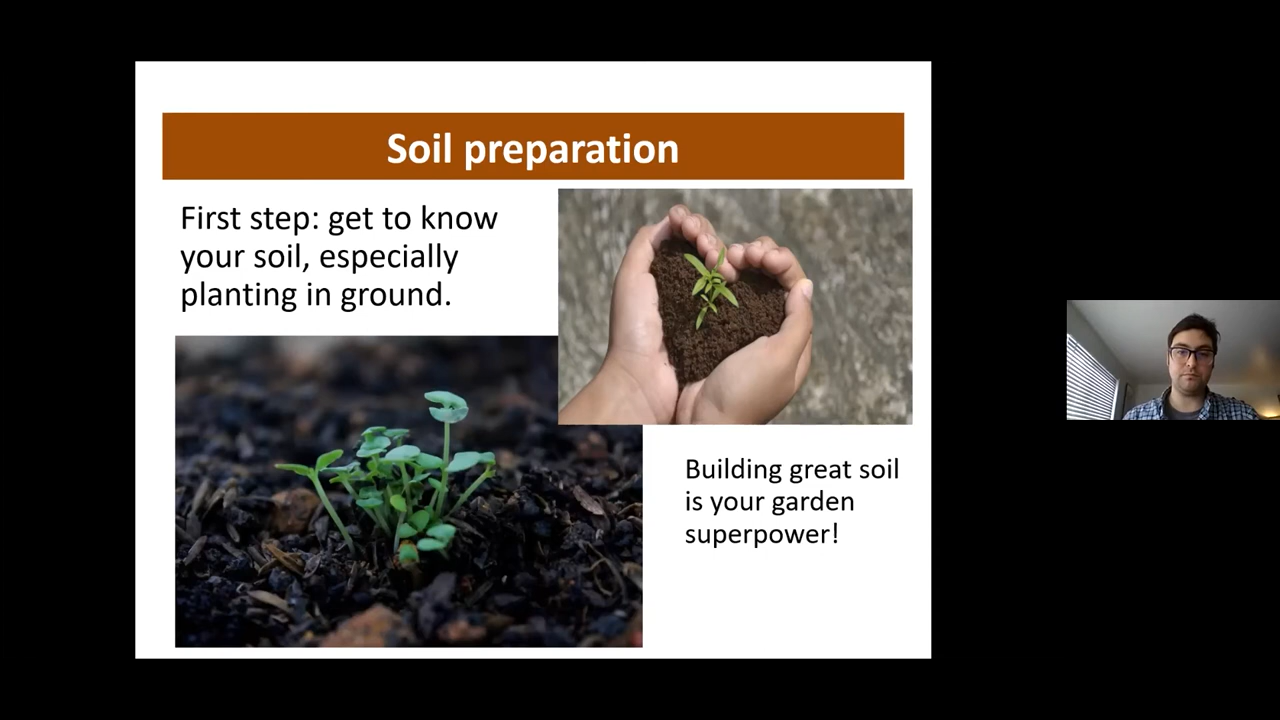 Soil preparation
First step: get to know
your soil, especially
planting in ground.
Building great soil
is your garden
superpower!